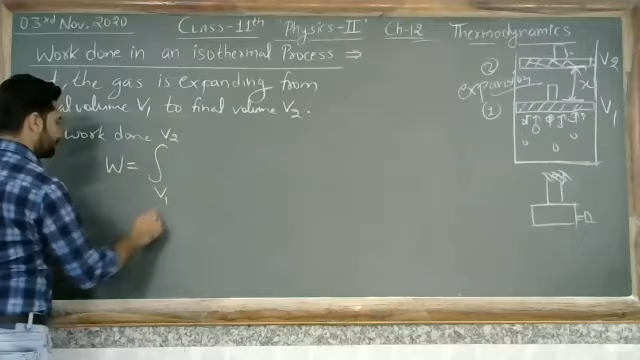 03rd Nov. 2020 Class-11th "Physics-II" Ch-12 Thermodynamics
Work done in an isothermal Process ⇒
the gas is expanding from
volume V1 to final volume V2.
work done
V2
W= ∫
V1
② V2
expansion x
① V1